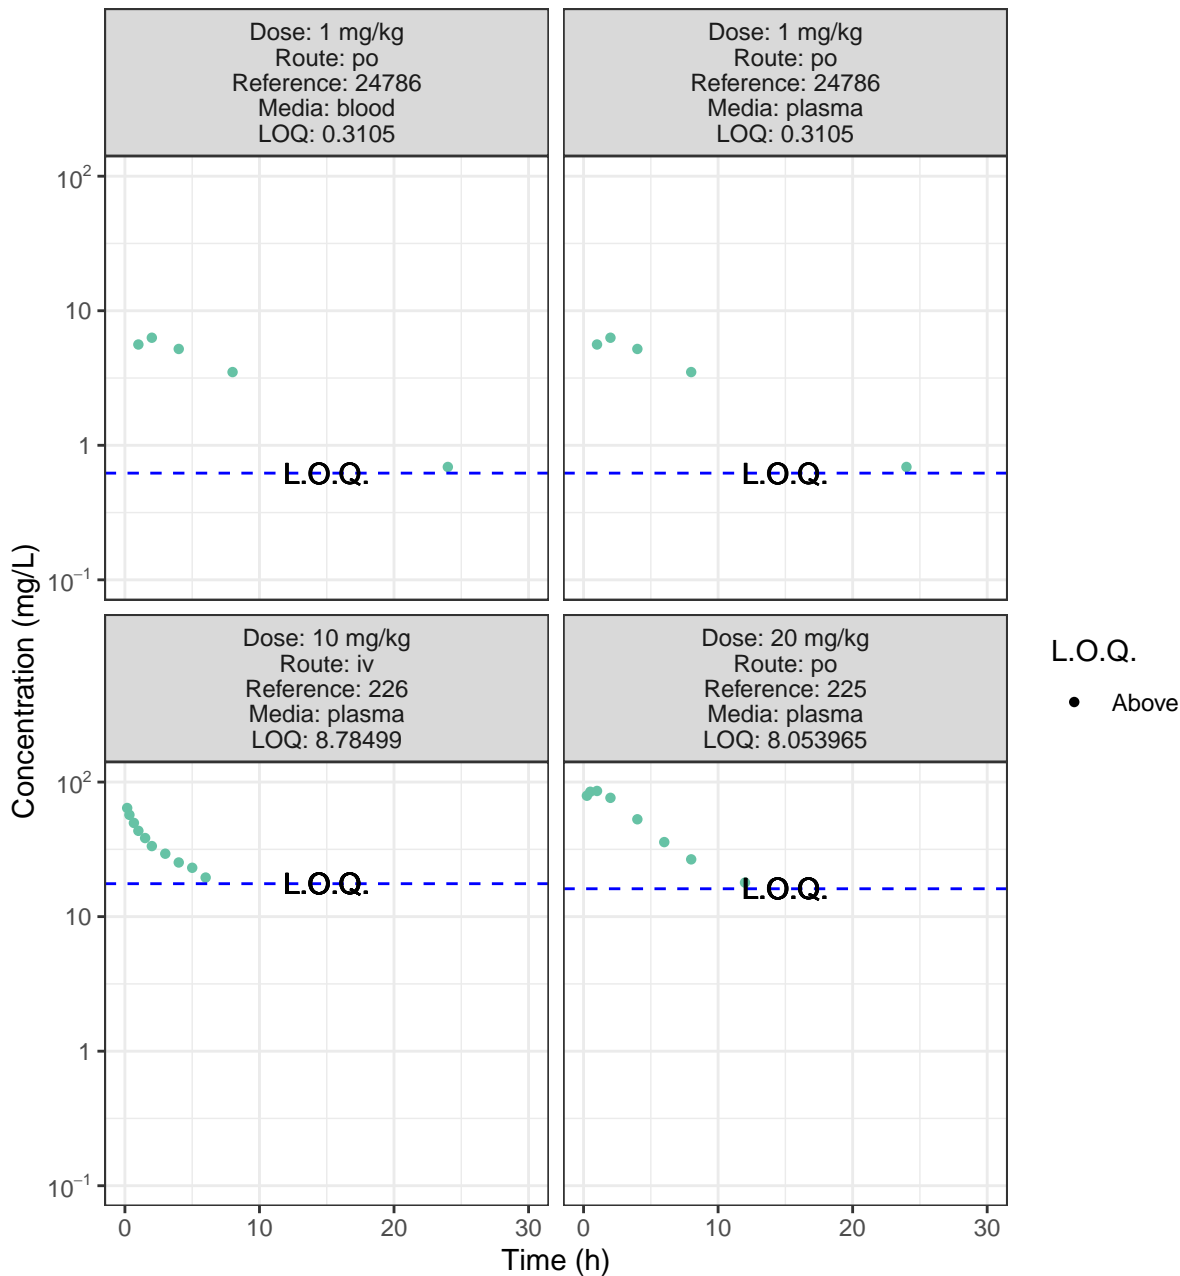 Dose: 1 mg/kg
Route: po
Reference: 24786
Media: blood
LOQ: 0.3105
Dose: 1 mg/kg
Route: po
Reference: 24786
Media: plasma
LOQ: 0.3105
10²
10
1
10⁻¹
L.O.Q.
L.O.Q.
Dose: 10 mg/kg
Route: iv
Reference: 226
Media: plasma
LOQ: 8.78499
Dose: 20 mg/kg
Route: po
Reference: 225
Media: plasma
LOQ: 8.053965
10²
10
1
10⁻¹
L.O.Q.
L.O.Q.
0 10 20 30
0 10 20 30
Time (h)
Concentration (mg/L)
L.O.Q.
Above